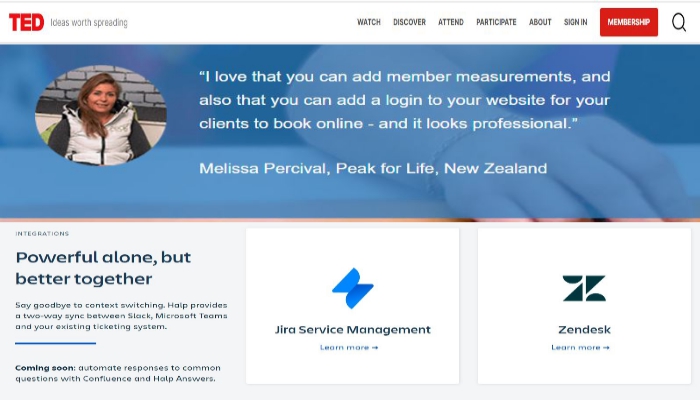 TED Ideas worth spreading WATCH DISCOVER ATTEND PARTICIPATE ABOUT SIGN IN MEMBERSHIP
“I love that you can add member measurements, and
also that you can add a login to your website for your
clients to book online - and it looks professional.”
Melissa Percival, Peak for Life, New Zealand
INTEGRATIONS
Powerful alone, but
better together
Say goodbye to context switching. Halp provides
a two-way sync between Slack, Microsoft Teams
and your existing ticketing system.
Coming soon: automate responses to common
questions with Confluence and Halp Answers.
Jira Service Management
Learn more →
Zendesk
Learn more →